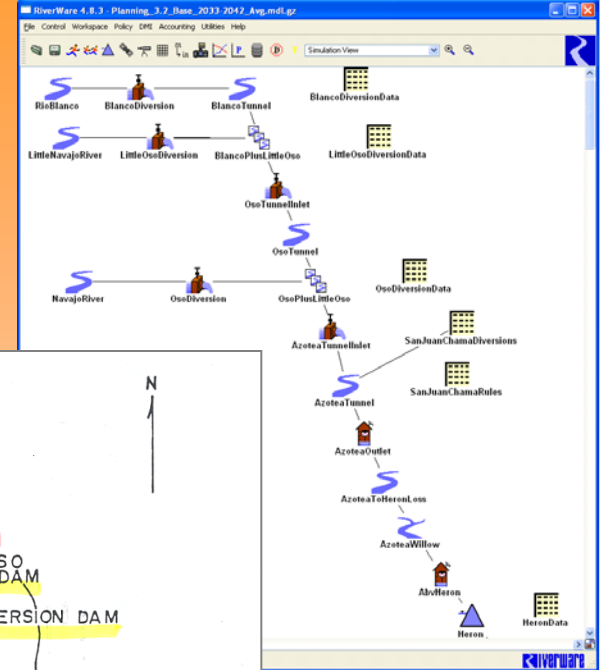 RiverWare 4.8.3 - Planning_3.2_Base_2033-2042_Avg.mdl.gz
File Control Workspace Policy DMI Accounting Utilities Help
Simulation View
RioBlanco BlancoDiversion BlancoTunnel BlancoDiversionData
LittleNavajoRiver LittleOsoDiversion BlancoPlusLittleOso LittleOsoDiversionData
OsoTunnelInlet
OsoTunnel
NavajoRiver OsoDiversion OsoPlusLittleOso OsoDiversionData
AzoteaTunnelInlet SanJuanChamaDiversions
AzoteaTunnel SanJuanChamaRules
AzoteaOutlet
AzoteaToHeronLoss
AzoteaWillow
AbvHeron
Heron HeronData
RiverWare
N
SO
DAM
ERSION DAM